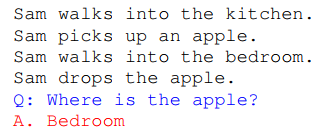 Sam walks into the kitchen.
Sam picks up an apple.
Sam walks into the bedroom.
Sam drops the apple.
Q: Where is the apple?
A. Bedroom